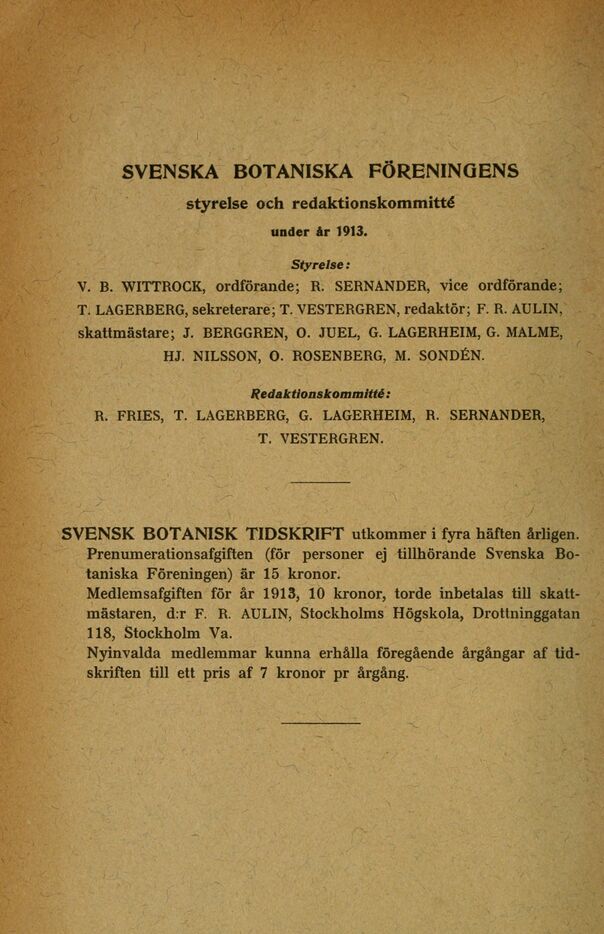 SVENSKA BOTANISKA FÖRENINGENS
styrelse och redaktionskommitté
under år 1913.
Styrelse:
V. B. WITTROCK, ordförande; R. SERNANDER, vice ordförande;
T. LAGERBERG, sekreterare; T. VESTERGREN, redaktör; F. R. AULIN,
skattmästare; J. BERGGREN, O. JUEL, G. LAGERHEIM, G. MALME,
HJ. NILSSON, O. ROSENBERG, M. SONDÉN.
Redaktionskommitté:
R. FRIES, T. LAGERBERG, G. LAGERHEIM, R. SERNANDER,
T. VESTERGREN.
SVENSK BOTANISK TIDSKRIFT utkommer i fyra häften årligen.
Prenumerationsafgiften (för personer ej tillhörande Svenska Bo-
taniska Föreningen) är 15 kronor.
Medlemsafgiften för år 1913, 10 kronor, torde inbetalas till skatt-
mästaren, d:r F. R. AULIN, Stockholms Högskola, Drottninggatan
118, Stockholm Va.
Nyinvalda medlemmar kunna erhålla föregående årgångar af tid-
skriften till ett pris af 7 kronor pr årgång.